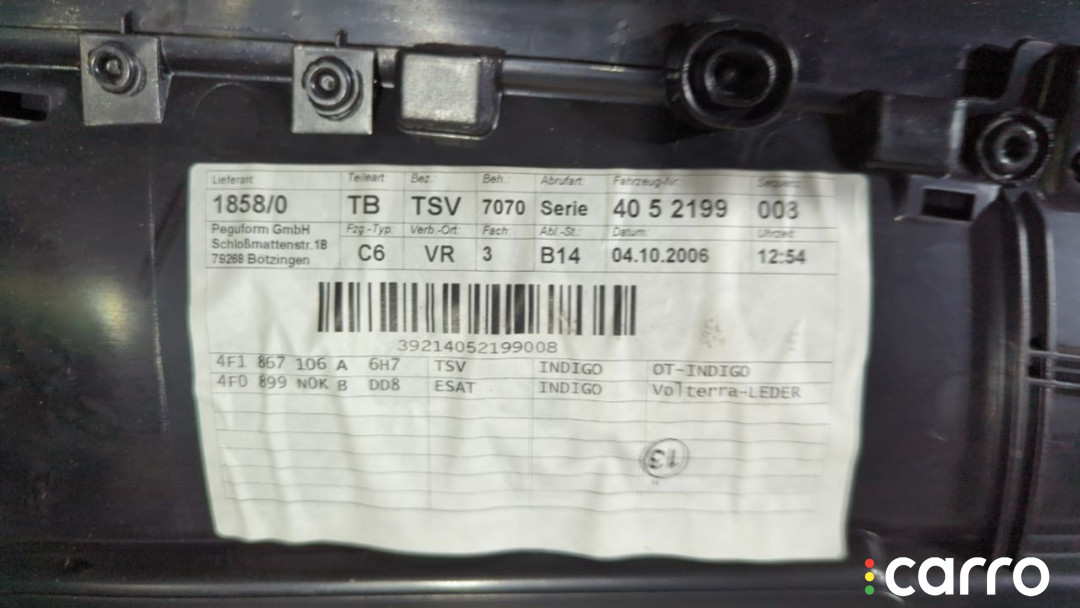 Lieferant Teileart: Bez.: Beh.: Abrufart: Fahrzeug-Nr:
1858/0 TB TSV 7070 Serie 40 5 2199
Peguform GmbH Fzg.-Typ: Verb.-Ort: Fach: Abl.-St.: Datum: Uhrzeit
Schloßmattenstr.18 C6 VR 3 B14 04.10.2006 12:54
79268 Bötzingen
39214052199008
4F1 867 106 A 6H7 TSV INDIGO OT-INDIGO
4F0 899 NOK B DD8 ESAT INDIGO Volterra-LEDER
13
carro